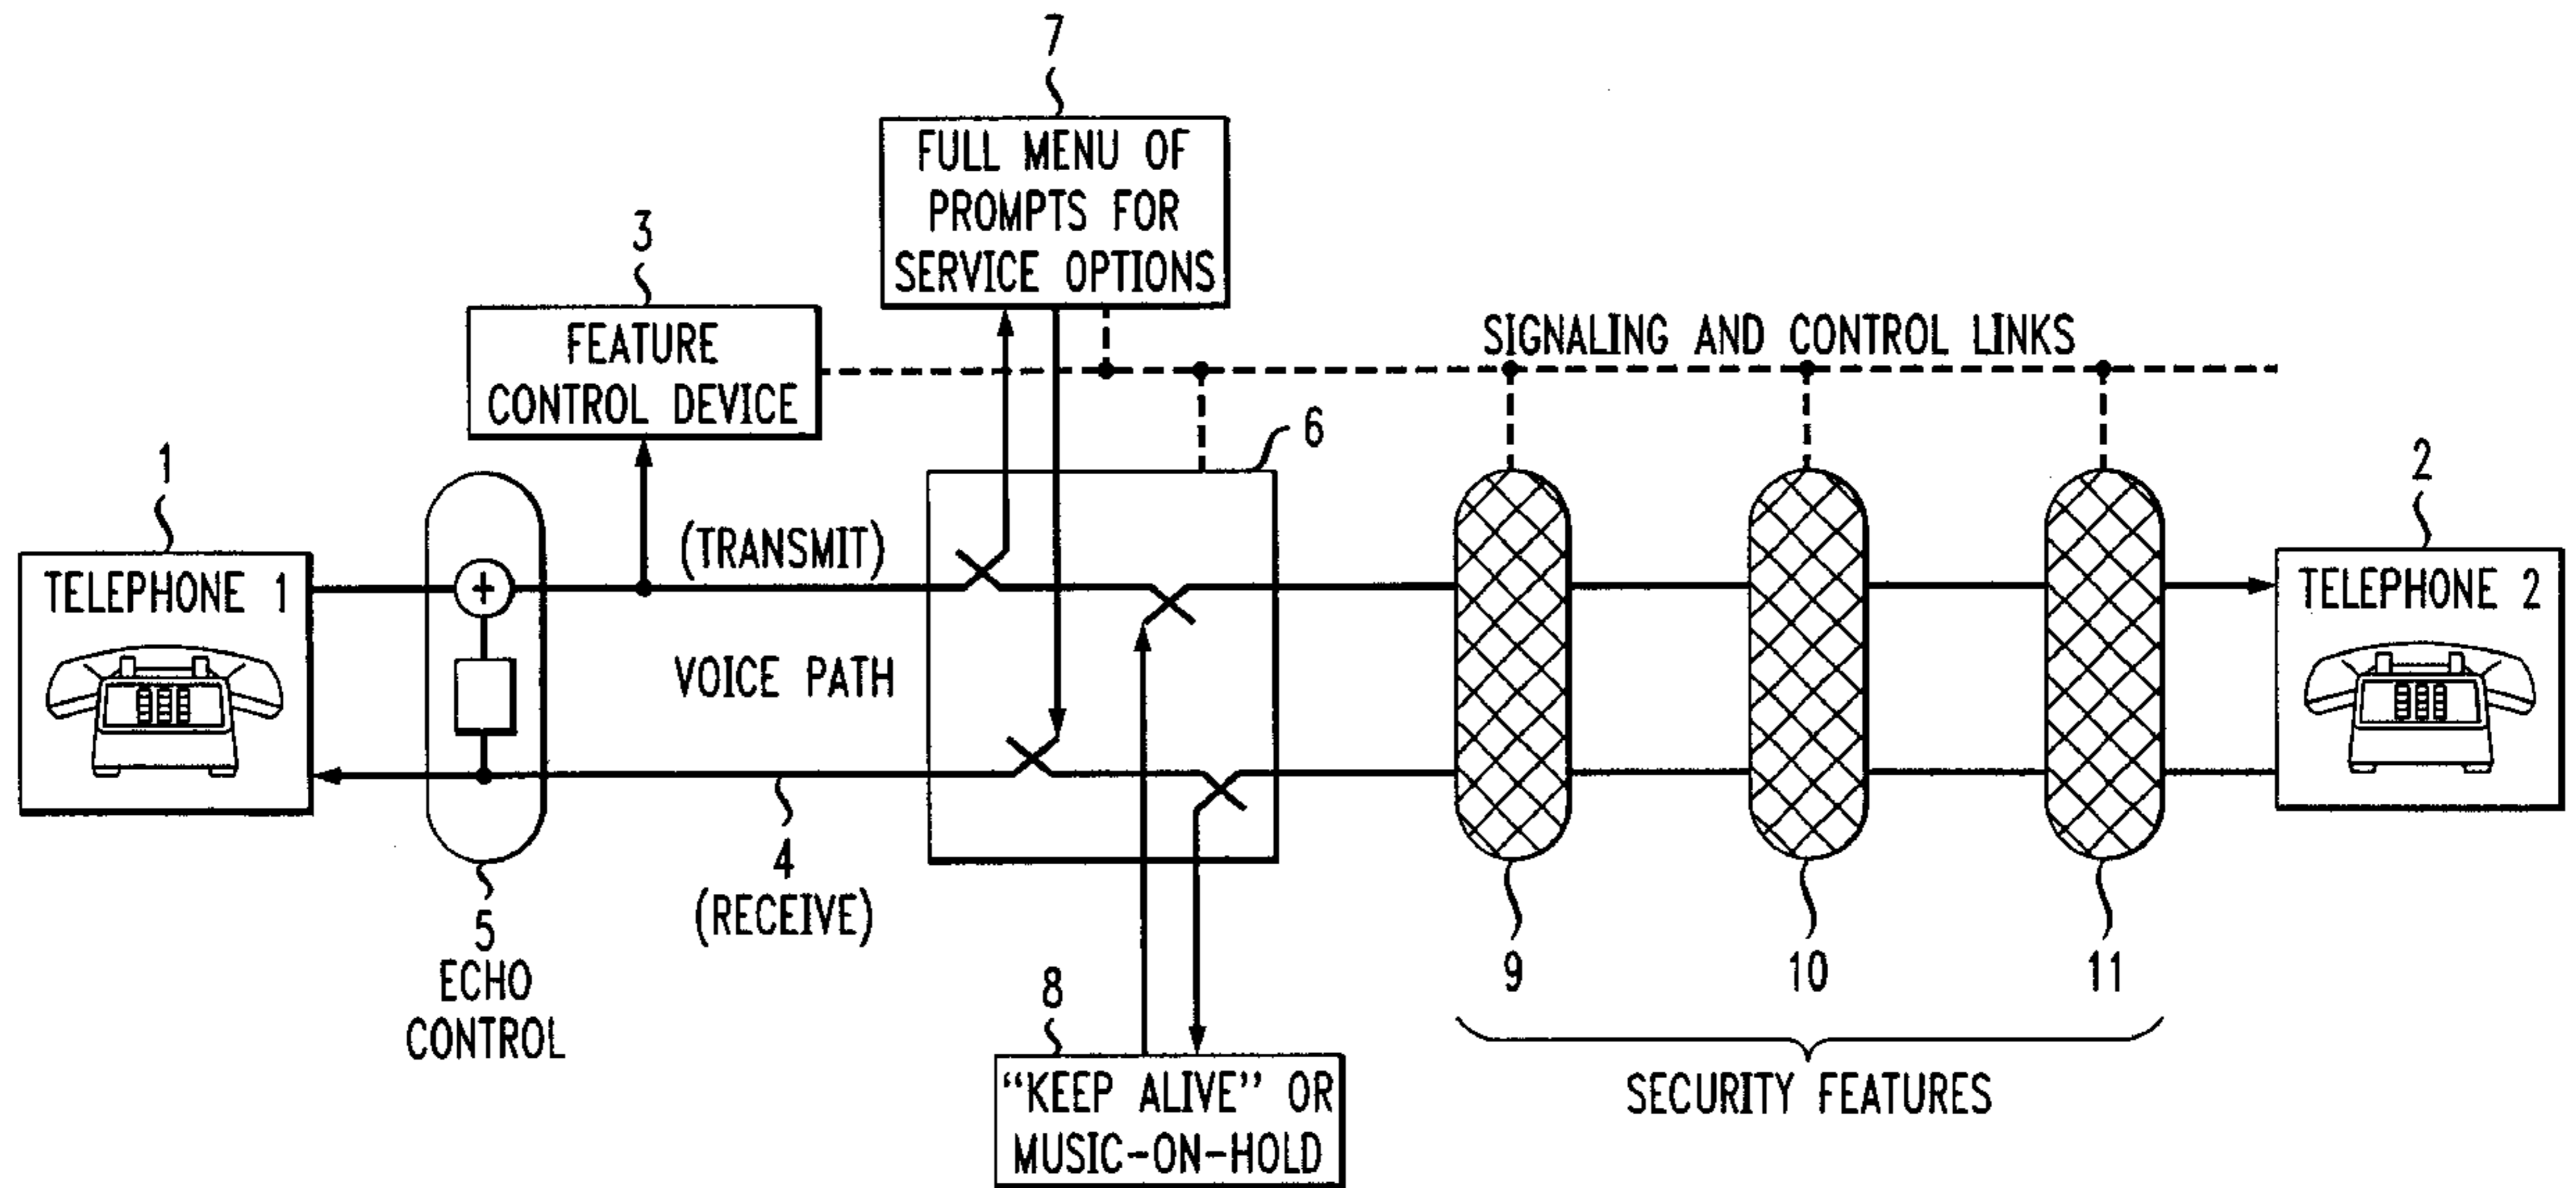 7
FULL MENU OF
PROMPTS FOR
SERVICE OPTIONS
3
FEATURE
CONTROL DEVICE
SIGNALING AND CONTROL LINKS
6
1
2
TELEPHONE 1
(TRANSMIT)
TELEPHONE 2
VOICE PATH
4
(RECEIVE)
5
ECHO
CONTROL
9
10
11
8
"KEEP ALIVE" OR
MUSIC-ON-HOLD
SECURITY FEATURES